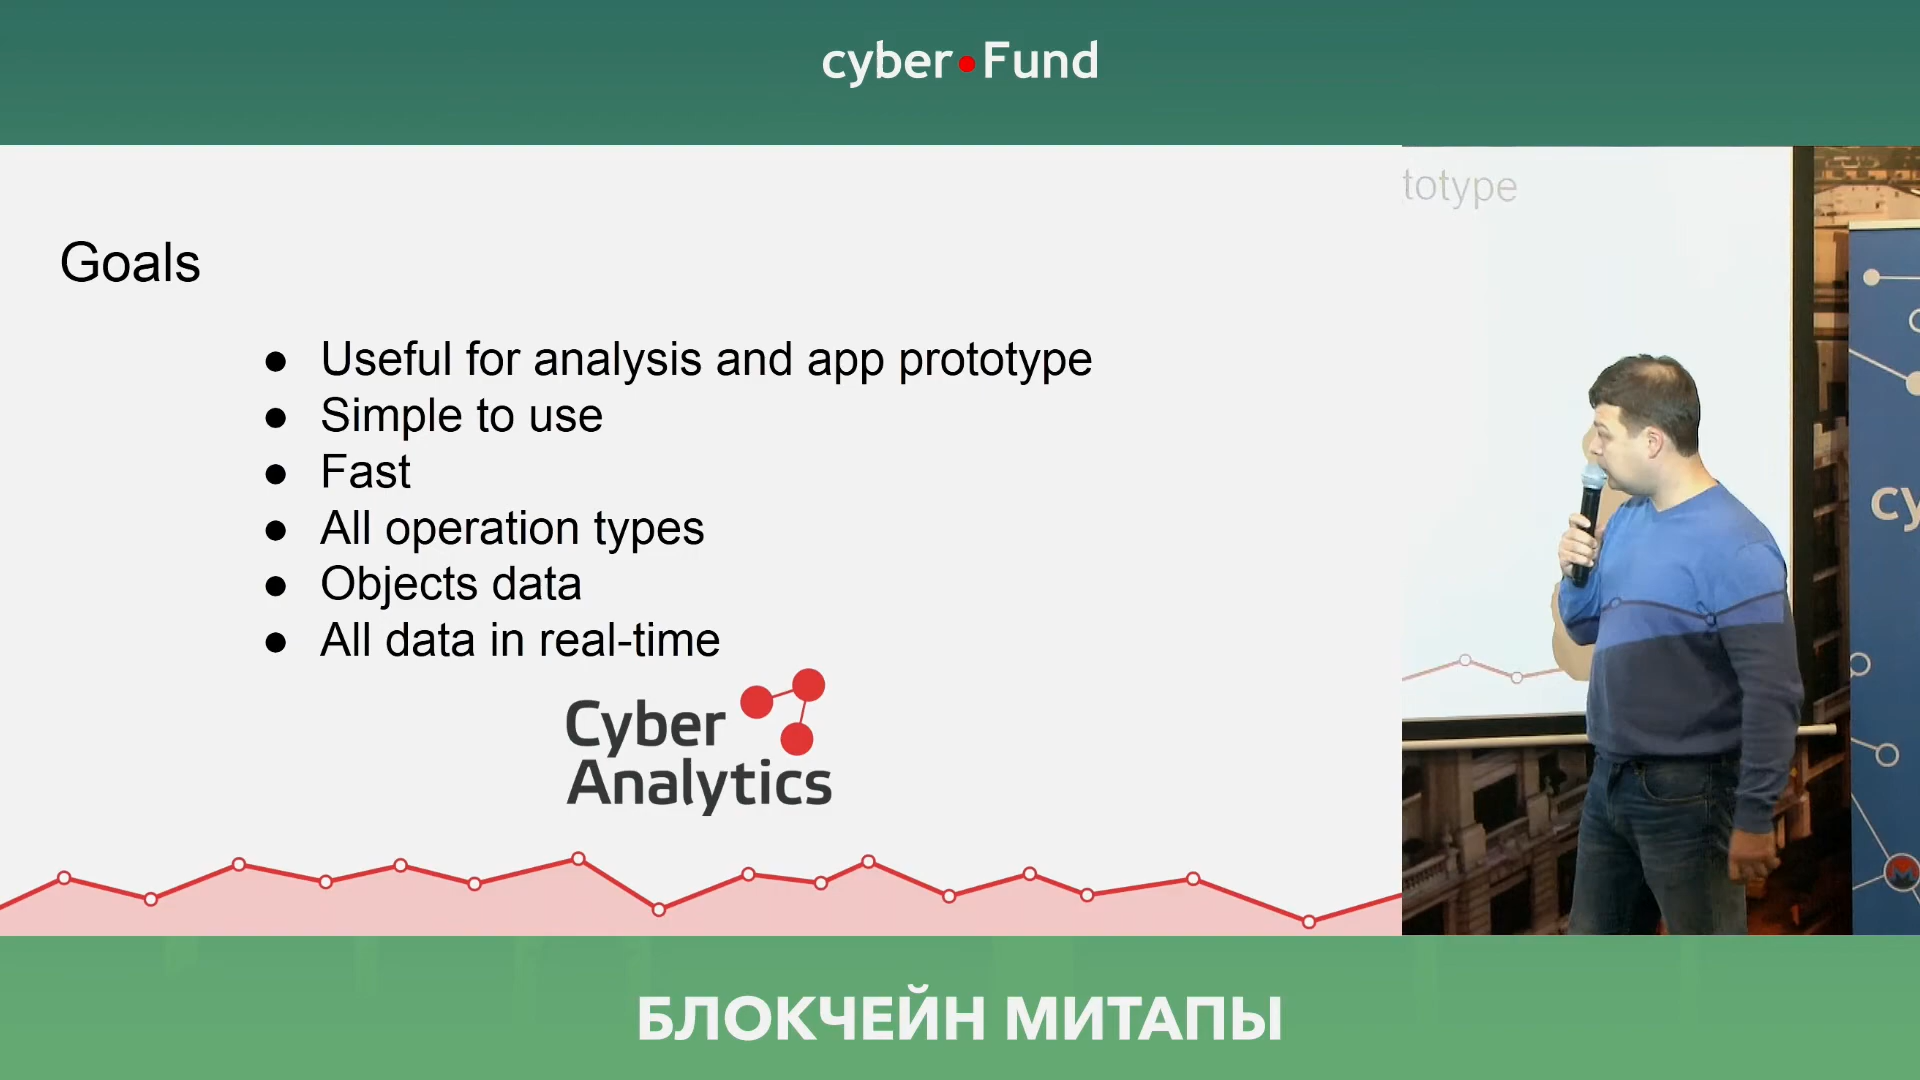 cyber•Fund
totype
Goals
● Useful for analysis and app prototype
● Simple to use
● Fast
● All operation types
● Objects data
● All data in real-time
Cyber
Analytics
cy
БЛОКЧЕЙН МИТАПЫ